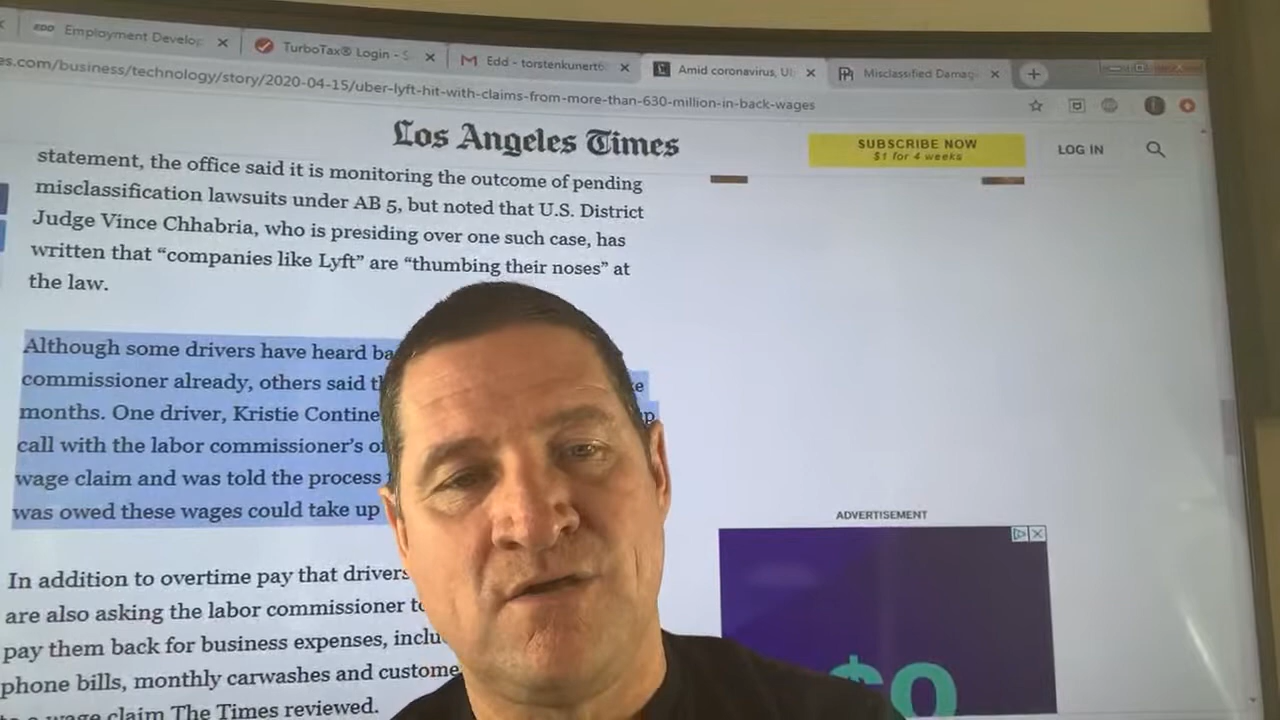 EDD Employment Develop
TurboTax® Login - S
Edd - torstenkunert6
Amid coronavirus, Ub
Misclassified Damag
es.com/business/technology/story/2020-04-15/uber-lyft-hit-with-claims-from-more-than-630-million-in-back-wages
Los Angeles Times
SUBSCRIBE NOW
$1 for 4 weeks
LOG IN
statement, the office said it is monitoring the outcome of pending
misclassification lawsuits under AB 5, but noted that U.S. District
Judge Vince Chhabria, who is presiding over one such case, has
written that “companies like Lyft” are “thumbing their noses” at
the law.
Although some drivers have heard ba
commissioner already, others said th e
months. One driver, Kristie Contine p
call with the labor commissioner's of
wage claim and was told the process
was owed these wages could take up
ADVERTISEMENT
In addition to overtime pay that drivers
are also asking the labor commissioner to
pay them back for business expenses, inclu
phone bills, monthly carwashes and custome
to a wage claim The Times reviewed.
$0